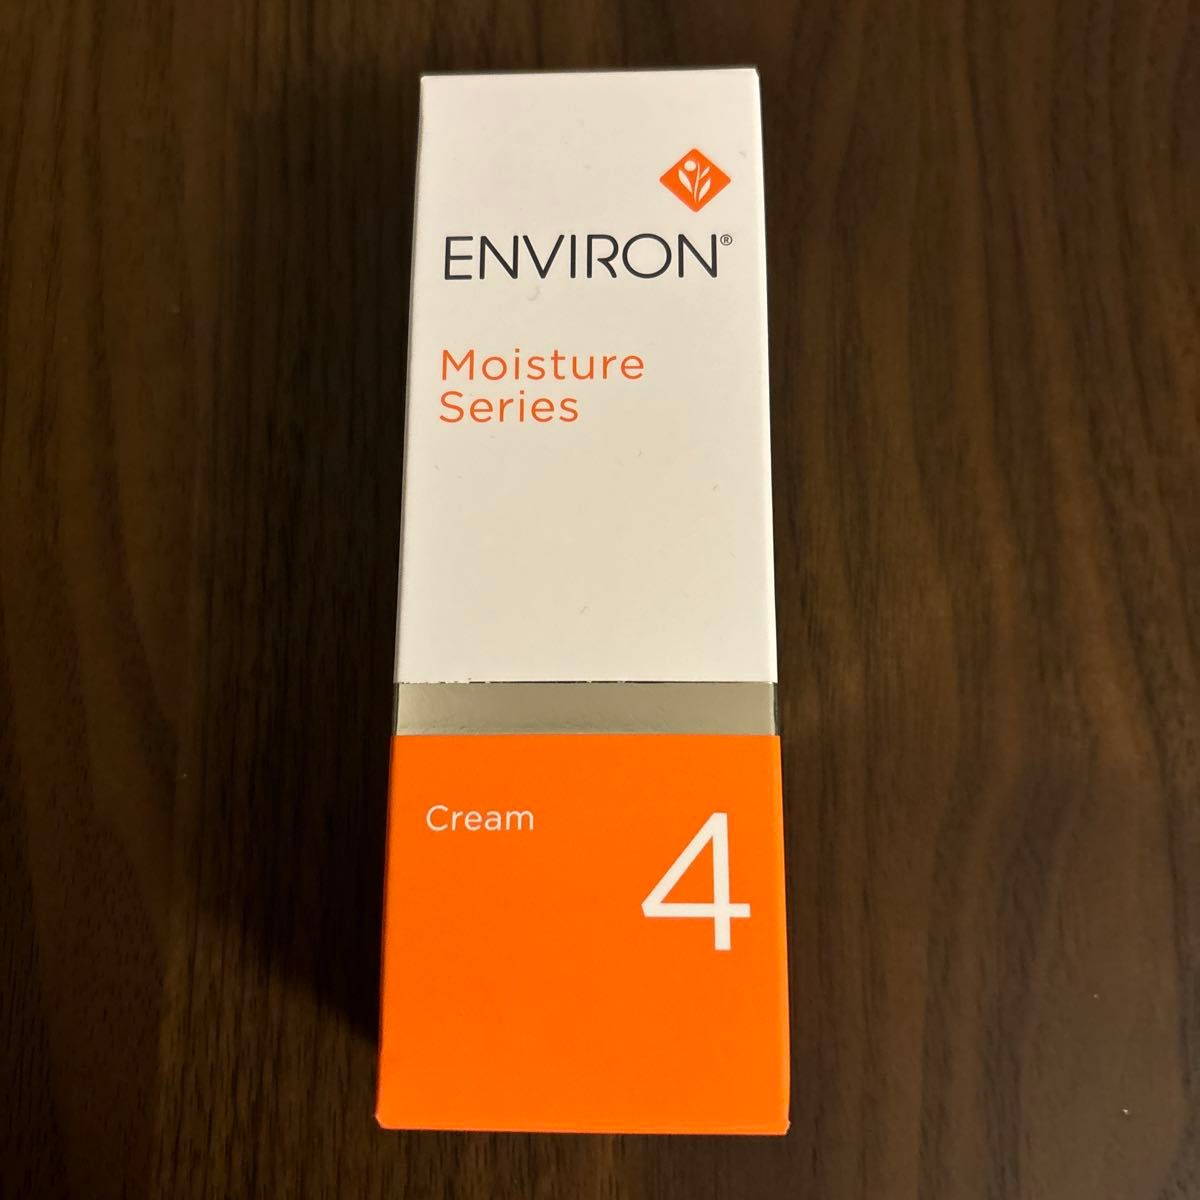 ENVIRON®
Moisture
Series
Cream
4